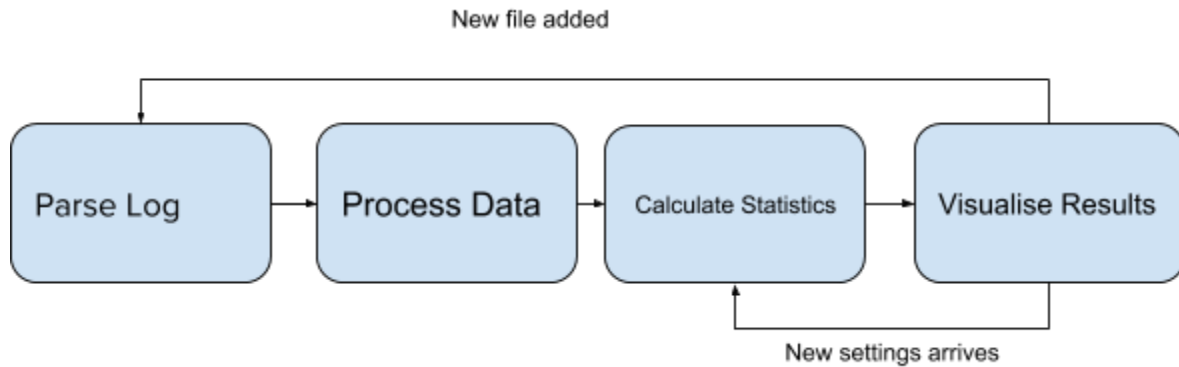 New file added
Parse Log
Process Data
Calculate Statistics
Visualise Results
New settings arrives